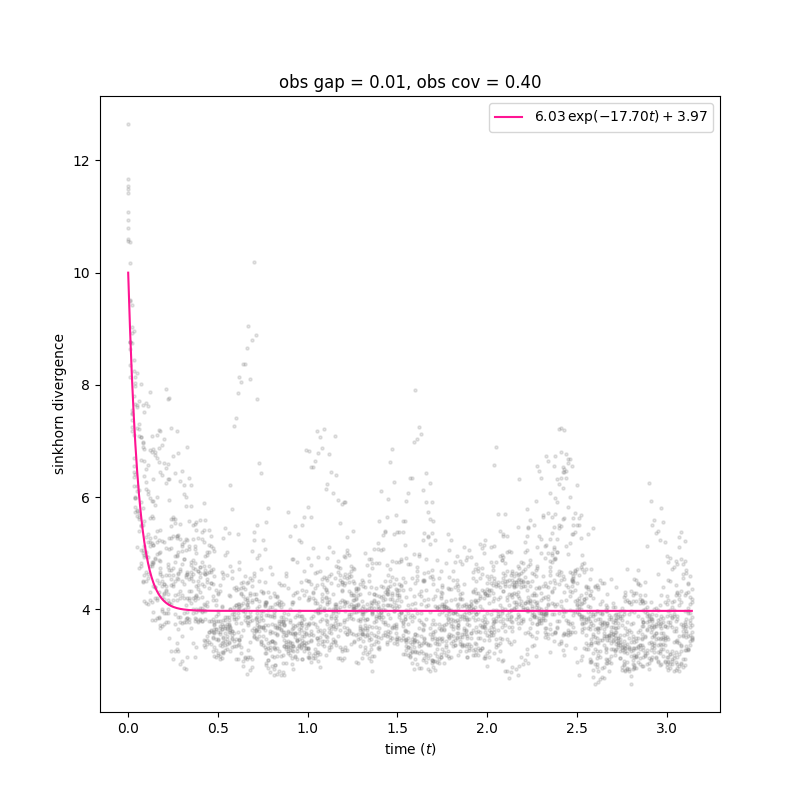 obs gap = 0.01, obs cov = 0.40
6.03 exp(−17.70t) + 3.97
sinkhorn divergence
12
10
8
6
4
0.0 0.5 1.0 1.5 2.0 2.5 3.0
time (t)